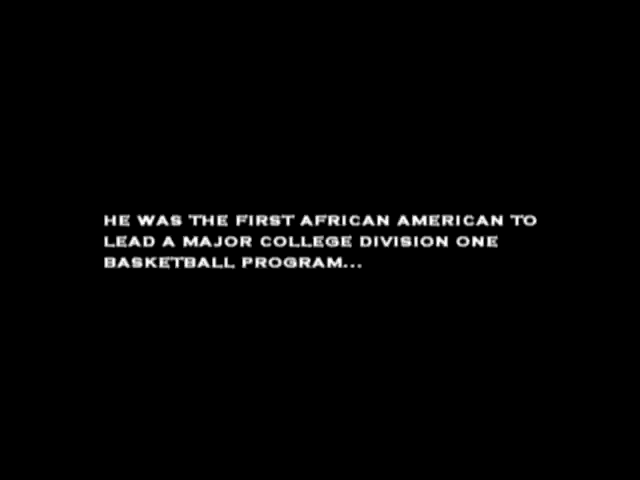 HE WAS THE FIRST AFRICAN AMERICAN TO
LEAD A MAJOR COLLEGE DIVISION ONE
BASKETBALL PROGRAM...